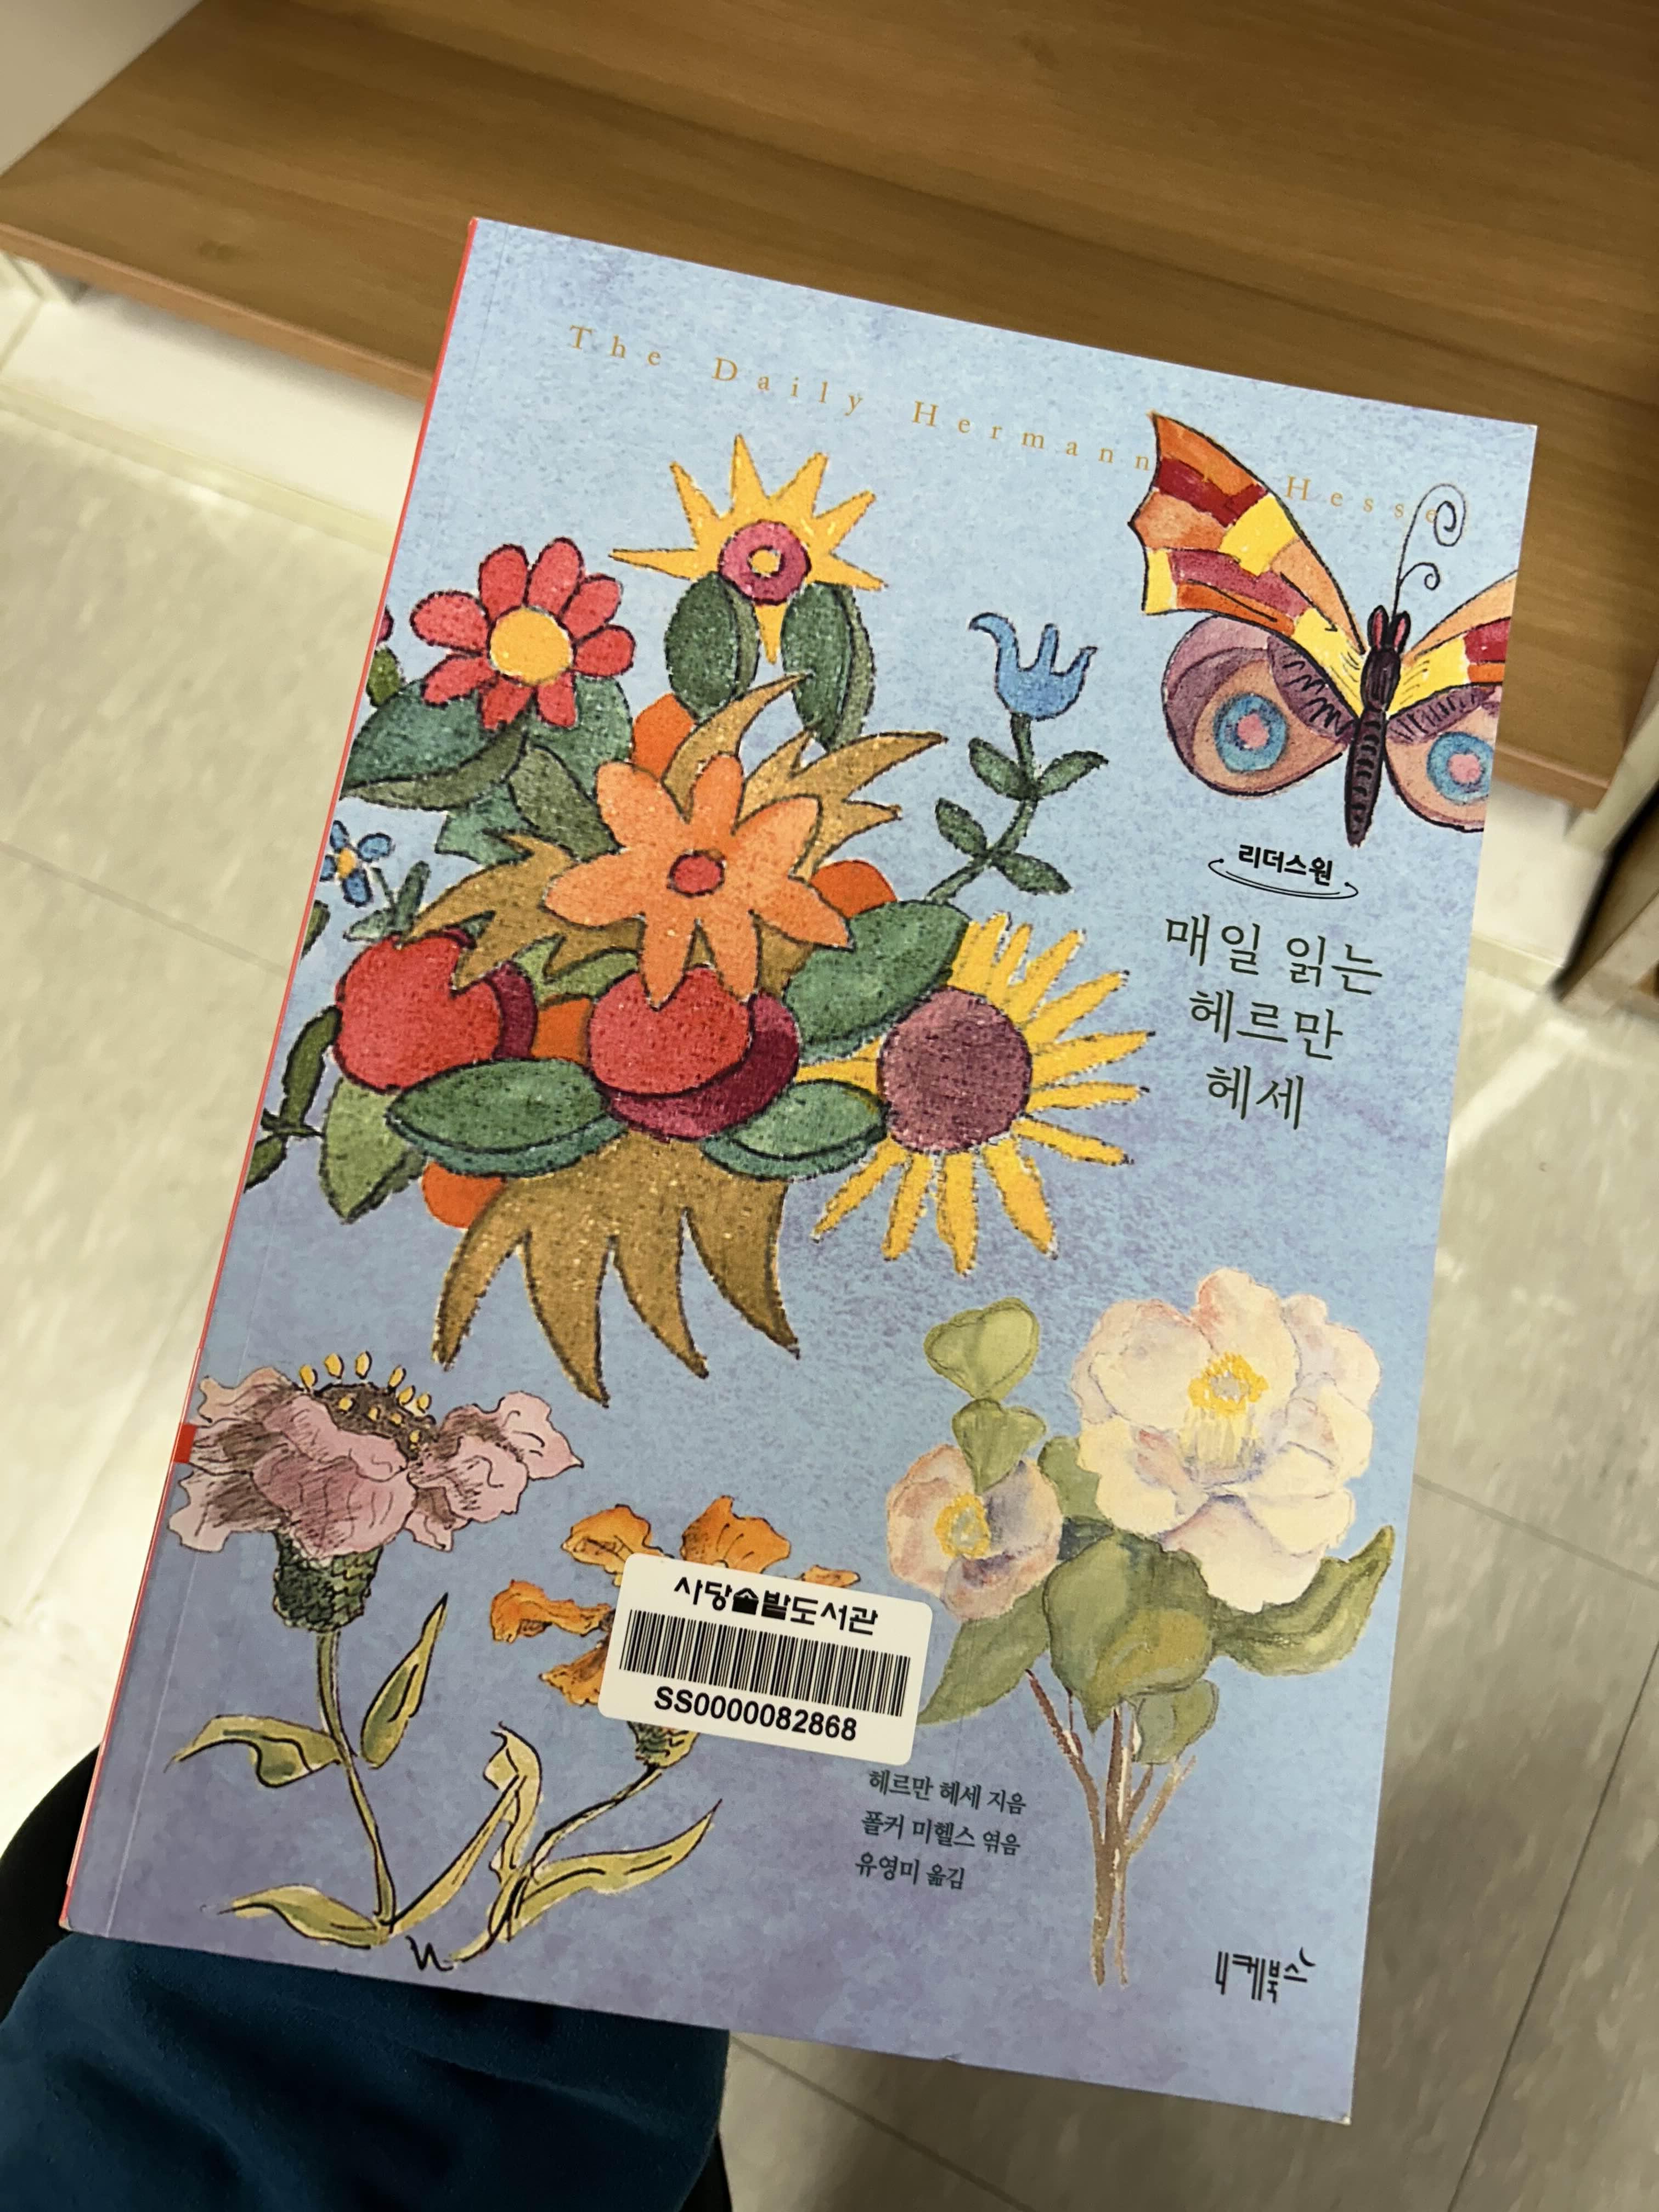 The Daily Hermann Hesse
리더스원
매일 읽는
헤르만
헤세
사당솔밭도서관
SS0000082868
헤르만 헤세 지음
폴커 미헬스 엮음
유영미 옮김
니케북스